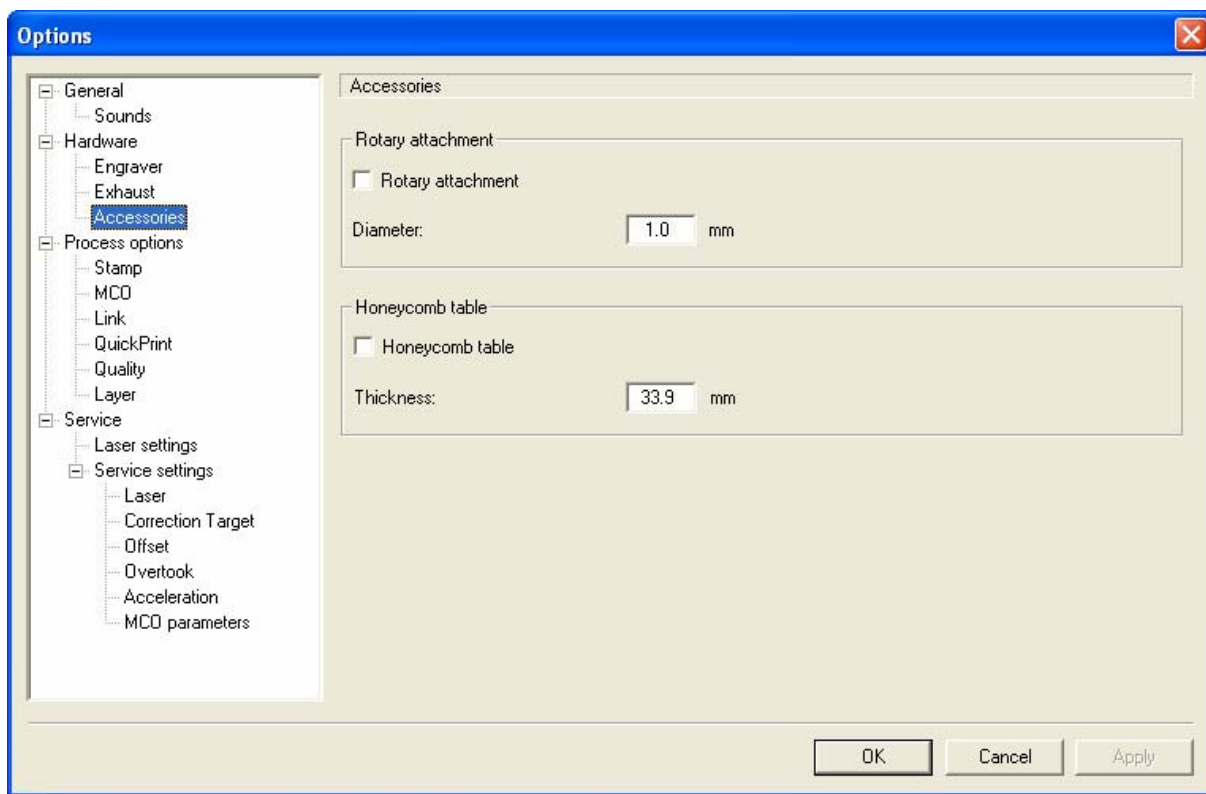 Options
General
Sounds
Hardware
Engraver
Exhaust
Accessories
Process options
Stamp
MCO
Link
QuickPrint
Quality
Layer
Service
Laser settings
Service settings
Laser
Correction Target
Offset
Overtook
Acceleration
MCO parameters
Accessories
Rotary attachment
Rotary attachment
Diameter: 1.0 mm
Honeycomb table
Honeycomb table
Thickness: 33.9 mm
OK Cancel Apply